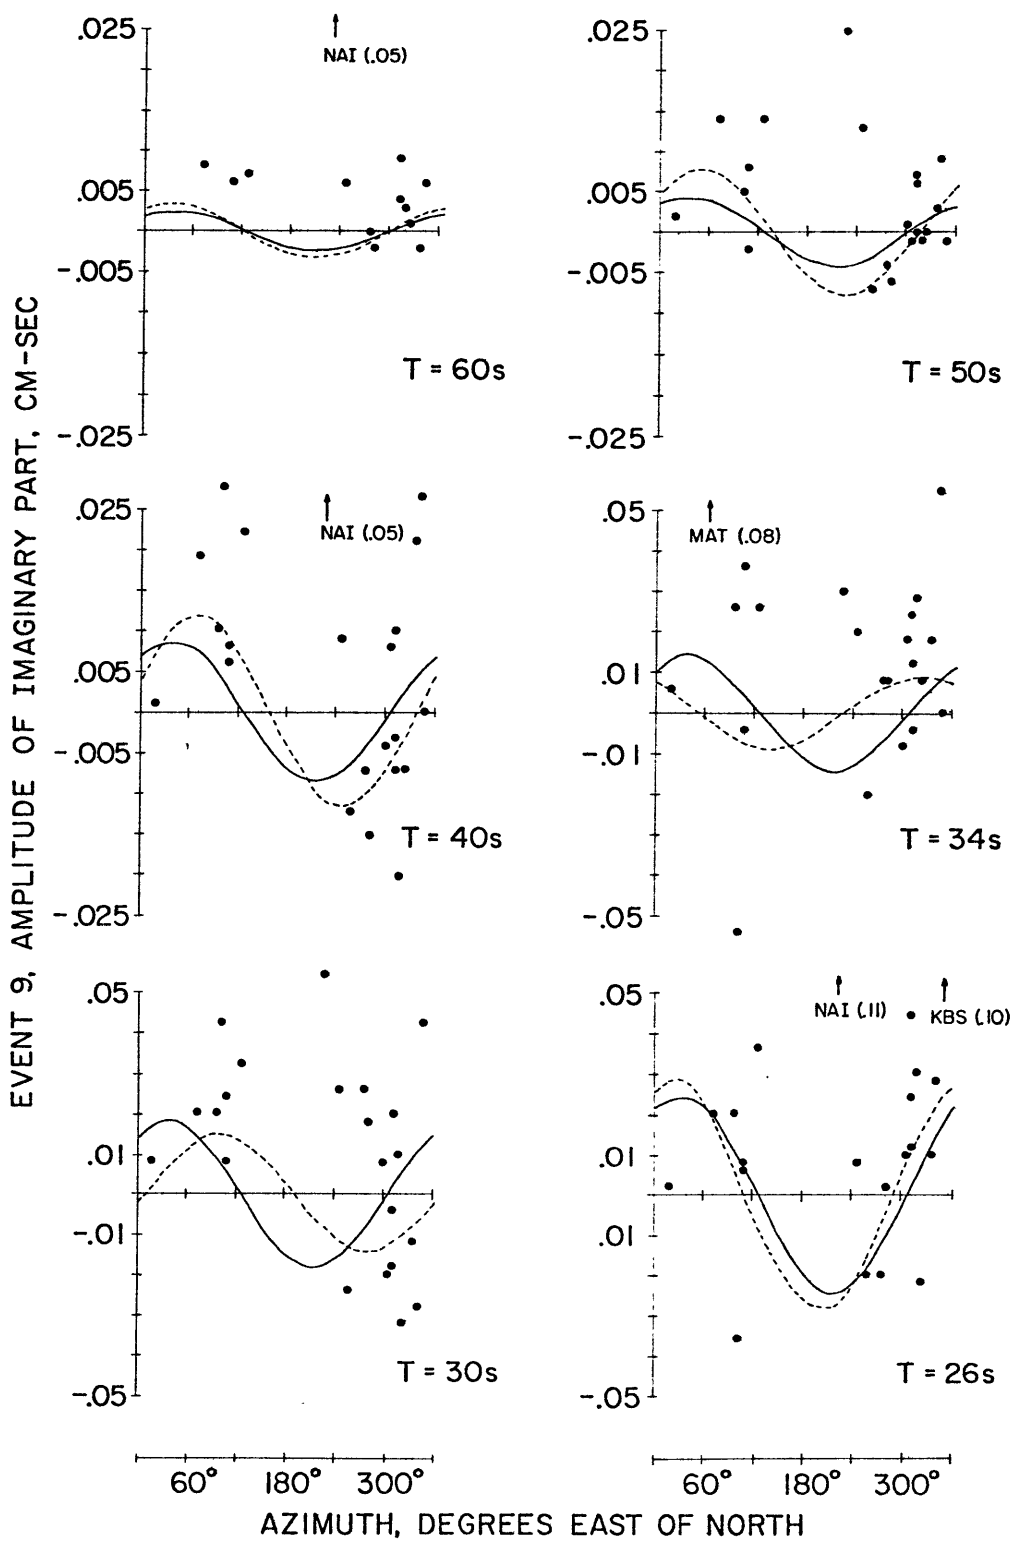 EVENT 9, AMPLITUDE OF IMAGINARY PART, CM-SEC
.025
NAI (.05)
.005
-.005
T = 60s
-.025
.025
.005
-.005
T = 50s
-.025
.025
NAI (.05)
.005
-.005
T = 40s
-.025
.05
MAT (.08)
.01
-.01
T = 34s
-.05
.05
.01
-.01
T = 30s
-.05
.05
NAI (.11)
KBS (.10)
.01
.01
T = 26s
-.05
60° 180° 300°
60° 180° 300°
AZIMUTH, DEGREES EAST OF NORTH